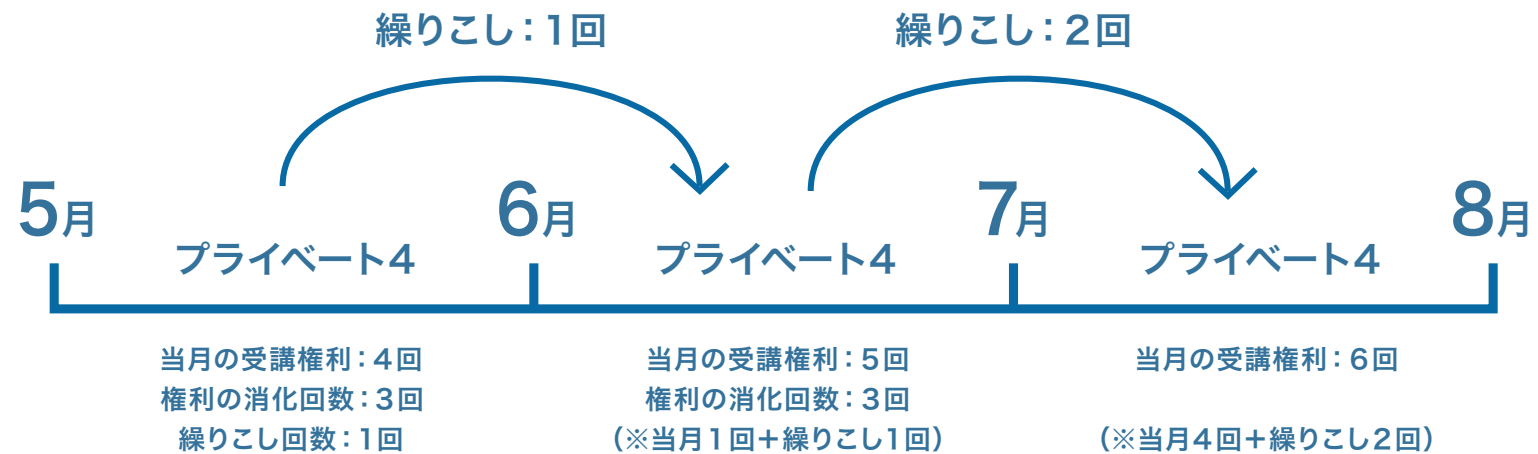 繰りこし：1回
繰りこし：2回
5月
6月
7月
8月
プライベート4
プライベート4
プライベート4
当月の受講権利：4回
権利の消化回数：3回
繰りこし回数：1回
当月の受講権利：5回
権利の消化回数：3回
（※当月1回＋繰りこし1回）
当月の受講権利：6回
（※当月4回＋繰りこし2回）